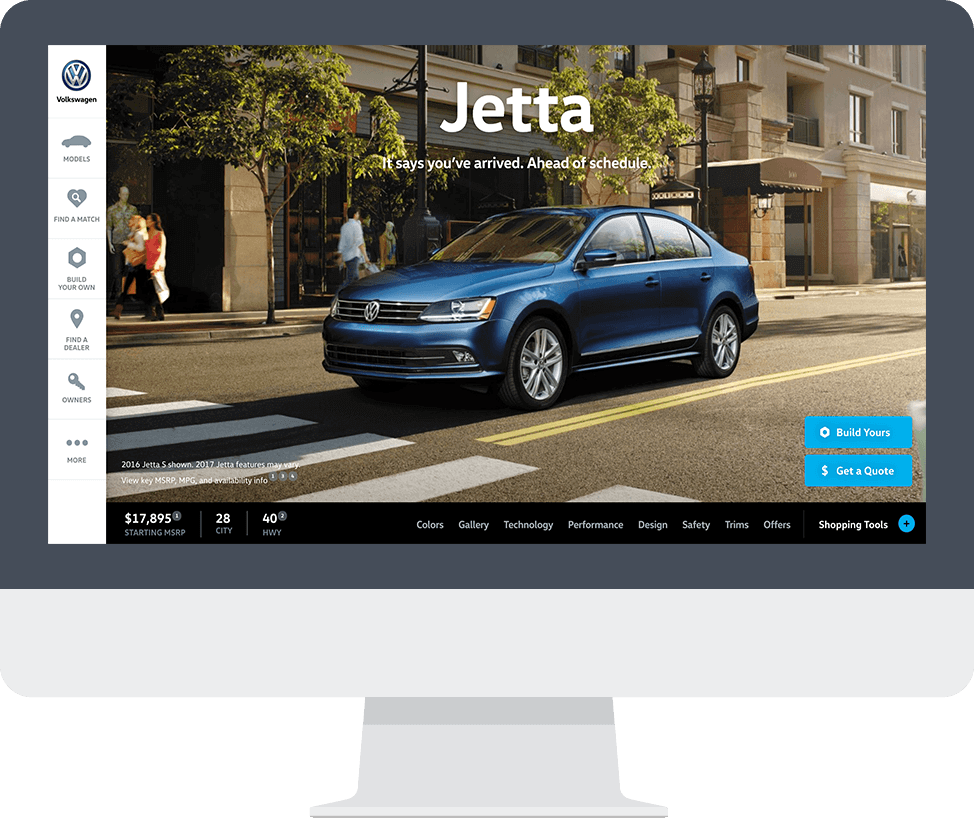 Volkswagen
MODELS
FIND A MATCH
BUILD
YOUR OWN
FIND A
DEALER
OWNERS
MORE
Jetta
It says you've arrived. Ahead of schedule.
Build Yours
$ Get a Quote
2016 Jetta S shown. 2017 Jetta features may vary.
View key MSRP, MPG, and availability info 1 3 4
$17,895 1
STARTING MSRP
28
CITY
40 2
HWY
Colors Gallery Technology Performance Design Safety Trims Offers Shopping Tools +